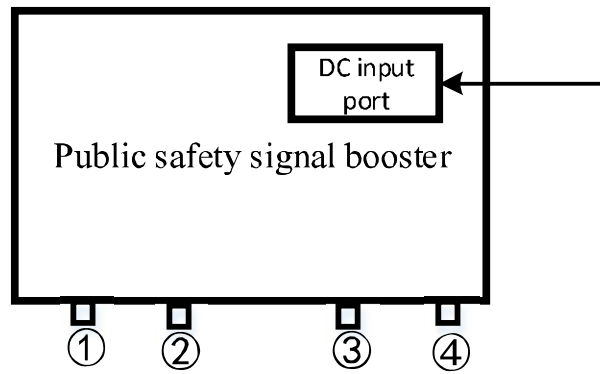 DC input
port
Public safety signal booster
① ② ③ ④